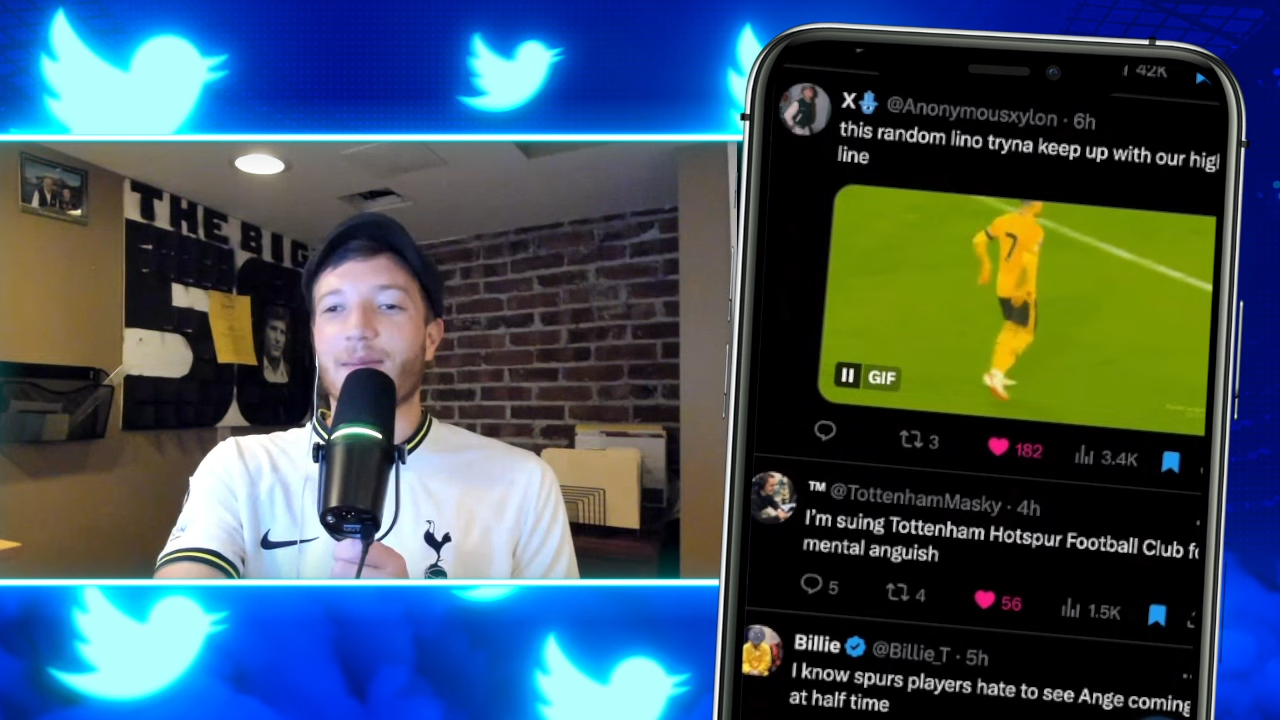 THE BIG
50
42K
X @Anonymousxylon · 6h
this random lino tryna keep up with our hig
line
7
GIF
3 182 3.4K
™ @TottenhamMasky · 4h
I'm suing Tottenham Hotspur Football Club fo
mental anguish
5 4 56 1.5K
Billie @Billie_T · 5h
I know spurs players hate to see Ange coming
at half time